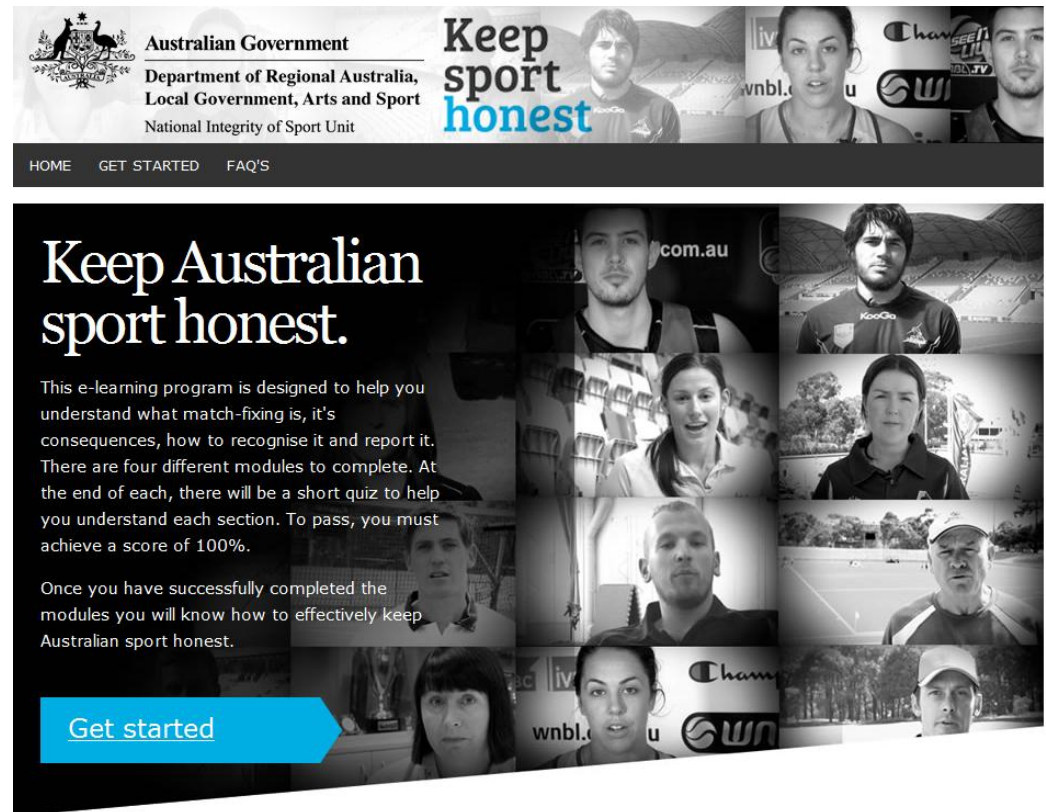 Australian Government
Department of Regional Australia,
Local Government, Arts and Sport
National Integrity of Sport Unit
Keep
sport
honest
HOME GET STARTED FAQ'S
Keep Australian
sport honest.
This e-learning program is designed to help you
understand what match-fixing is, it's
consequences, how to recognise it and report it.
There are four different modules to complete. At
the end of each, there will be a short quiz to help
you understand each section. To pass, you must
achieve a score of 100%.
Once you have successfully completed the
modules you will know how to effectively keep
Australian sport honest.
Get started
.com.au
KooGa
wnbl.